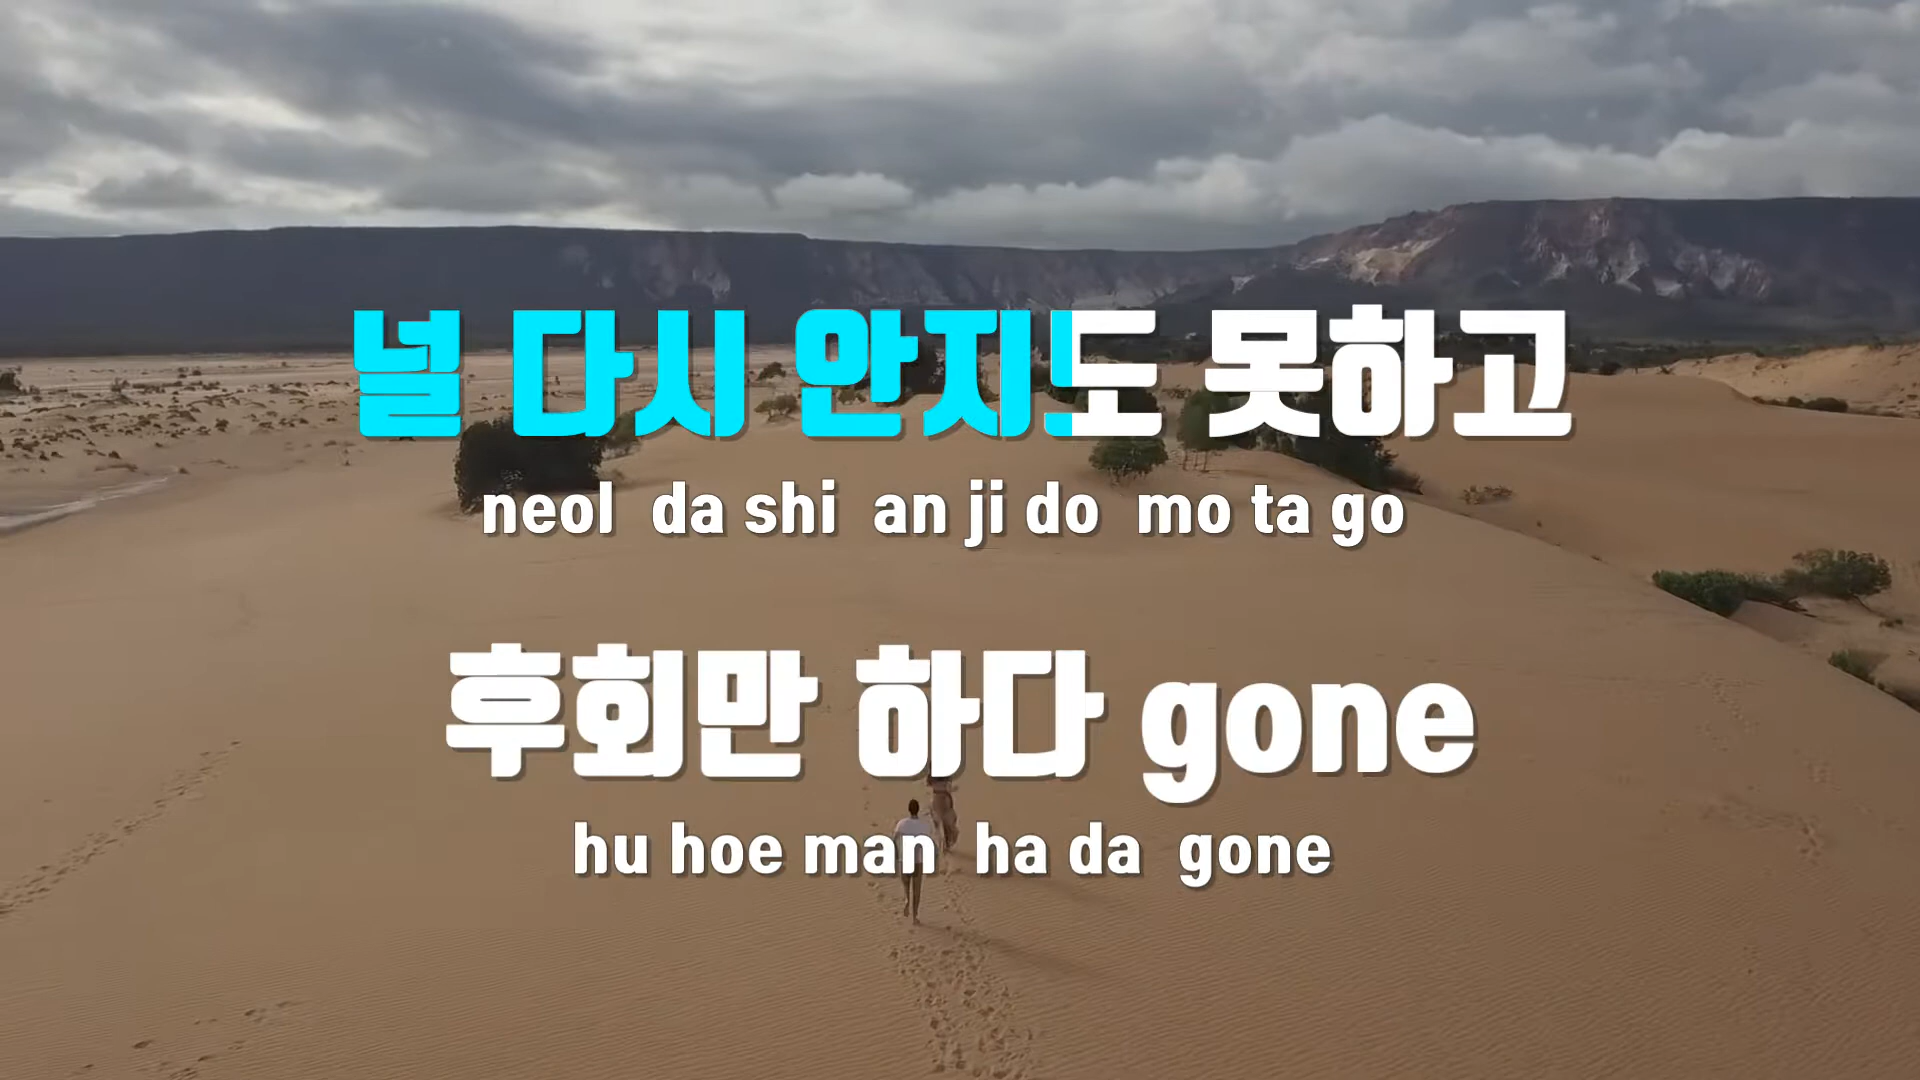 널 다시 안지도 못하고
neol da shi an ji do mo ta go
후회만 하다 gone
hu hoe man ha da gone